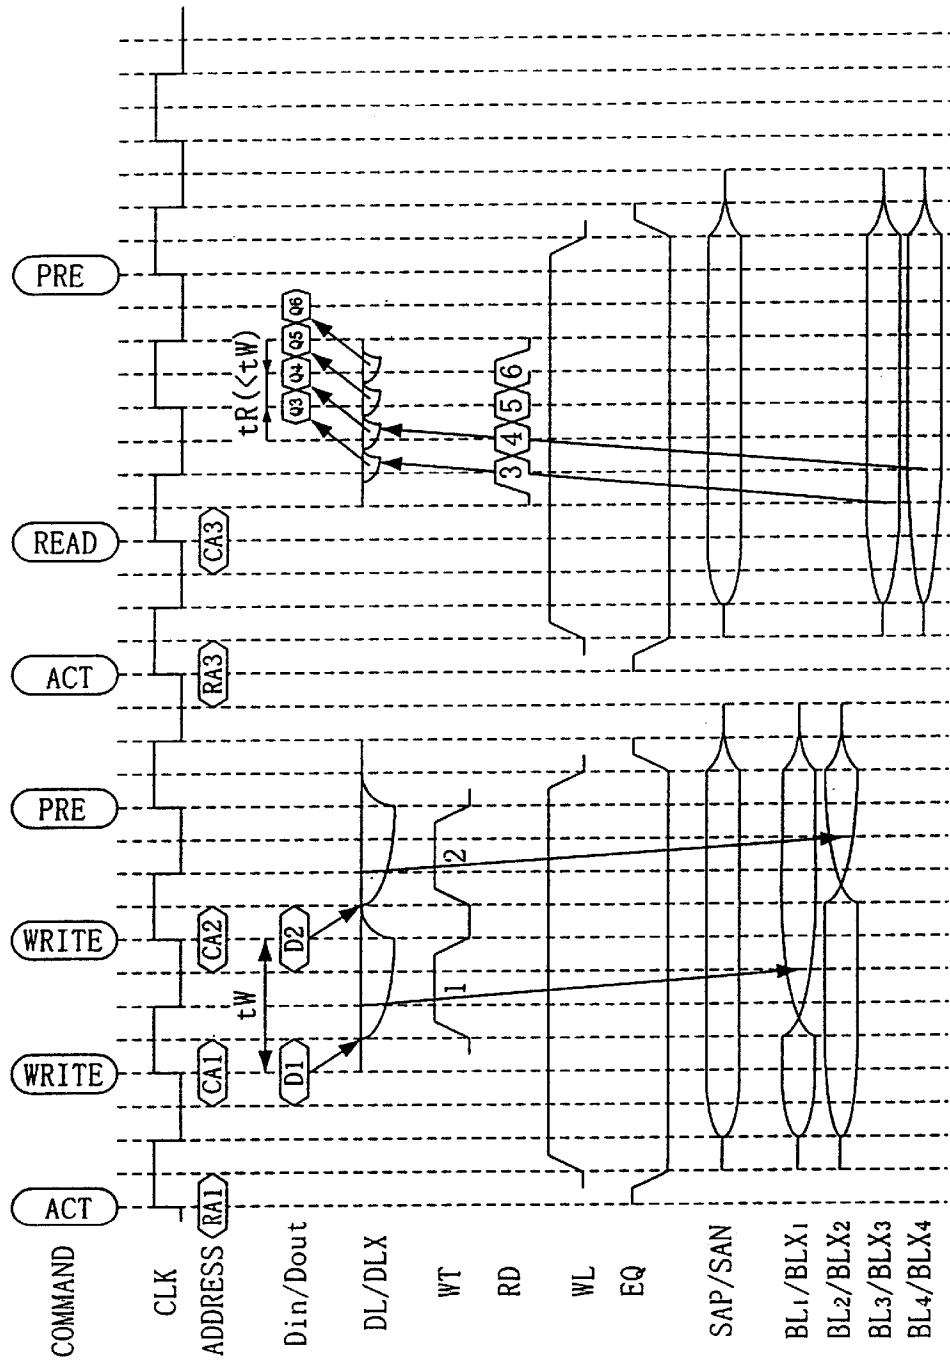 COMMAND ACT WRITE WRITE PRE ACT READ PRE
CLK
ADDRESS RA1 CA1 CA2 RA3 CA3
tW tR(<tW)
Din/Dout D1 D2 Q3 Q4 Q5 Q6
DL/DLX
WT 1 2
RD 3 4 5 6
WL
EQ
SAP/SAN
BL1/BLX1
BL2/BLX2
BL3/BLX3
BL4/BLX4